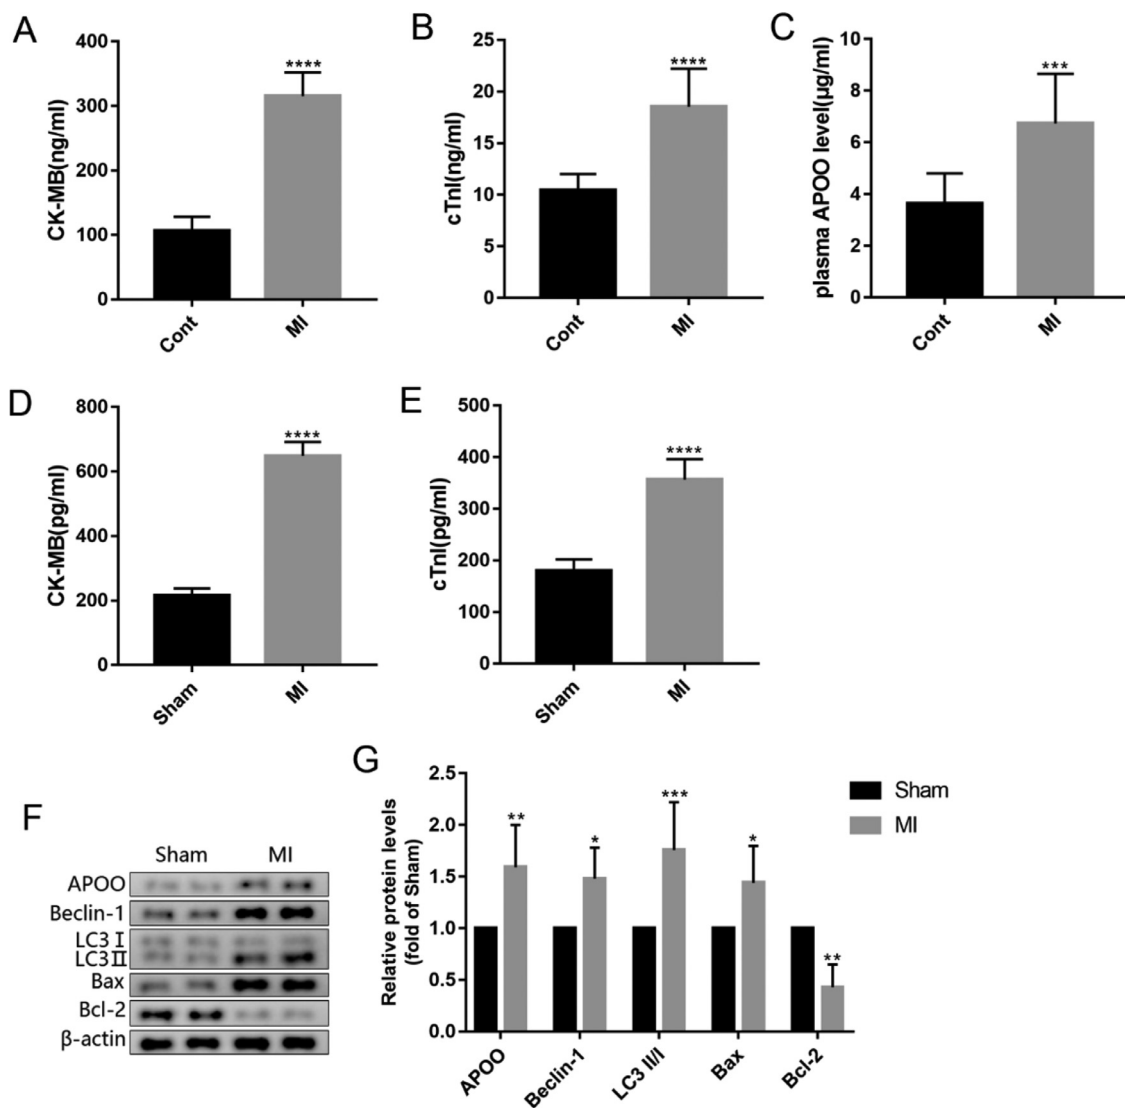 A
CK-MB(ng/ml)
400
300
200
100
0
****
Cont
MI
B
cTnI(ng/ml)
25
20
15
10
5
0
****
Cont
MI
C
plasma APOO level(μg/ml)
10
8
6
4
2
0
***
Cont
MI
D
CK-MB(pg/ml)
800
600
400
200
0
****
Sham
MI
E
cTnI(pg/ml)
500
400
300
200
100
0
****
Sham
MI
F
Sham MI
APOO
Beclin-1
LC3 I
LC3 II
Bax
Bcl-2
β-actin
G
Relative protein levels
(fold of Sham)
2.5
2.0
1.5
1.0
0.5
0.0
**
*
***
*
**
APOO
Beclin-1
LC3 II/I
Bax
Bcl-2
Sham
MI